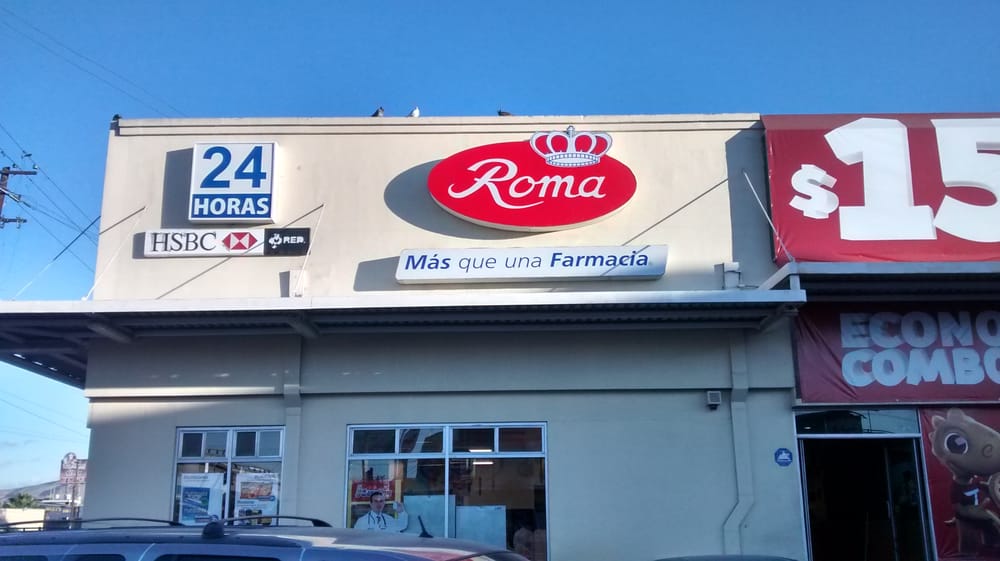 24
HORAS
HSBC
RED
Roma
Más que una Farmacia
$15
ECONO
COMBO